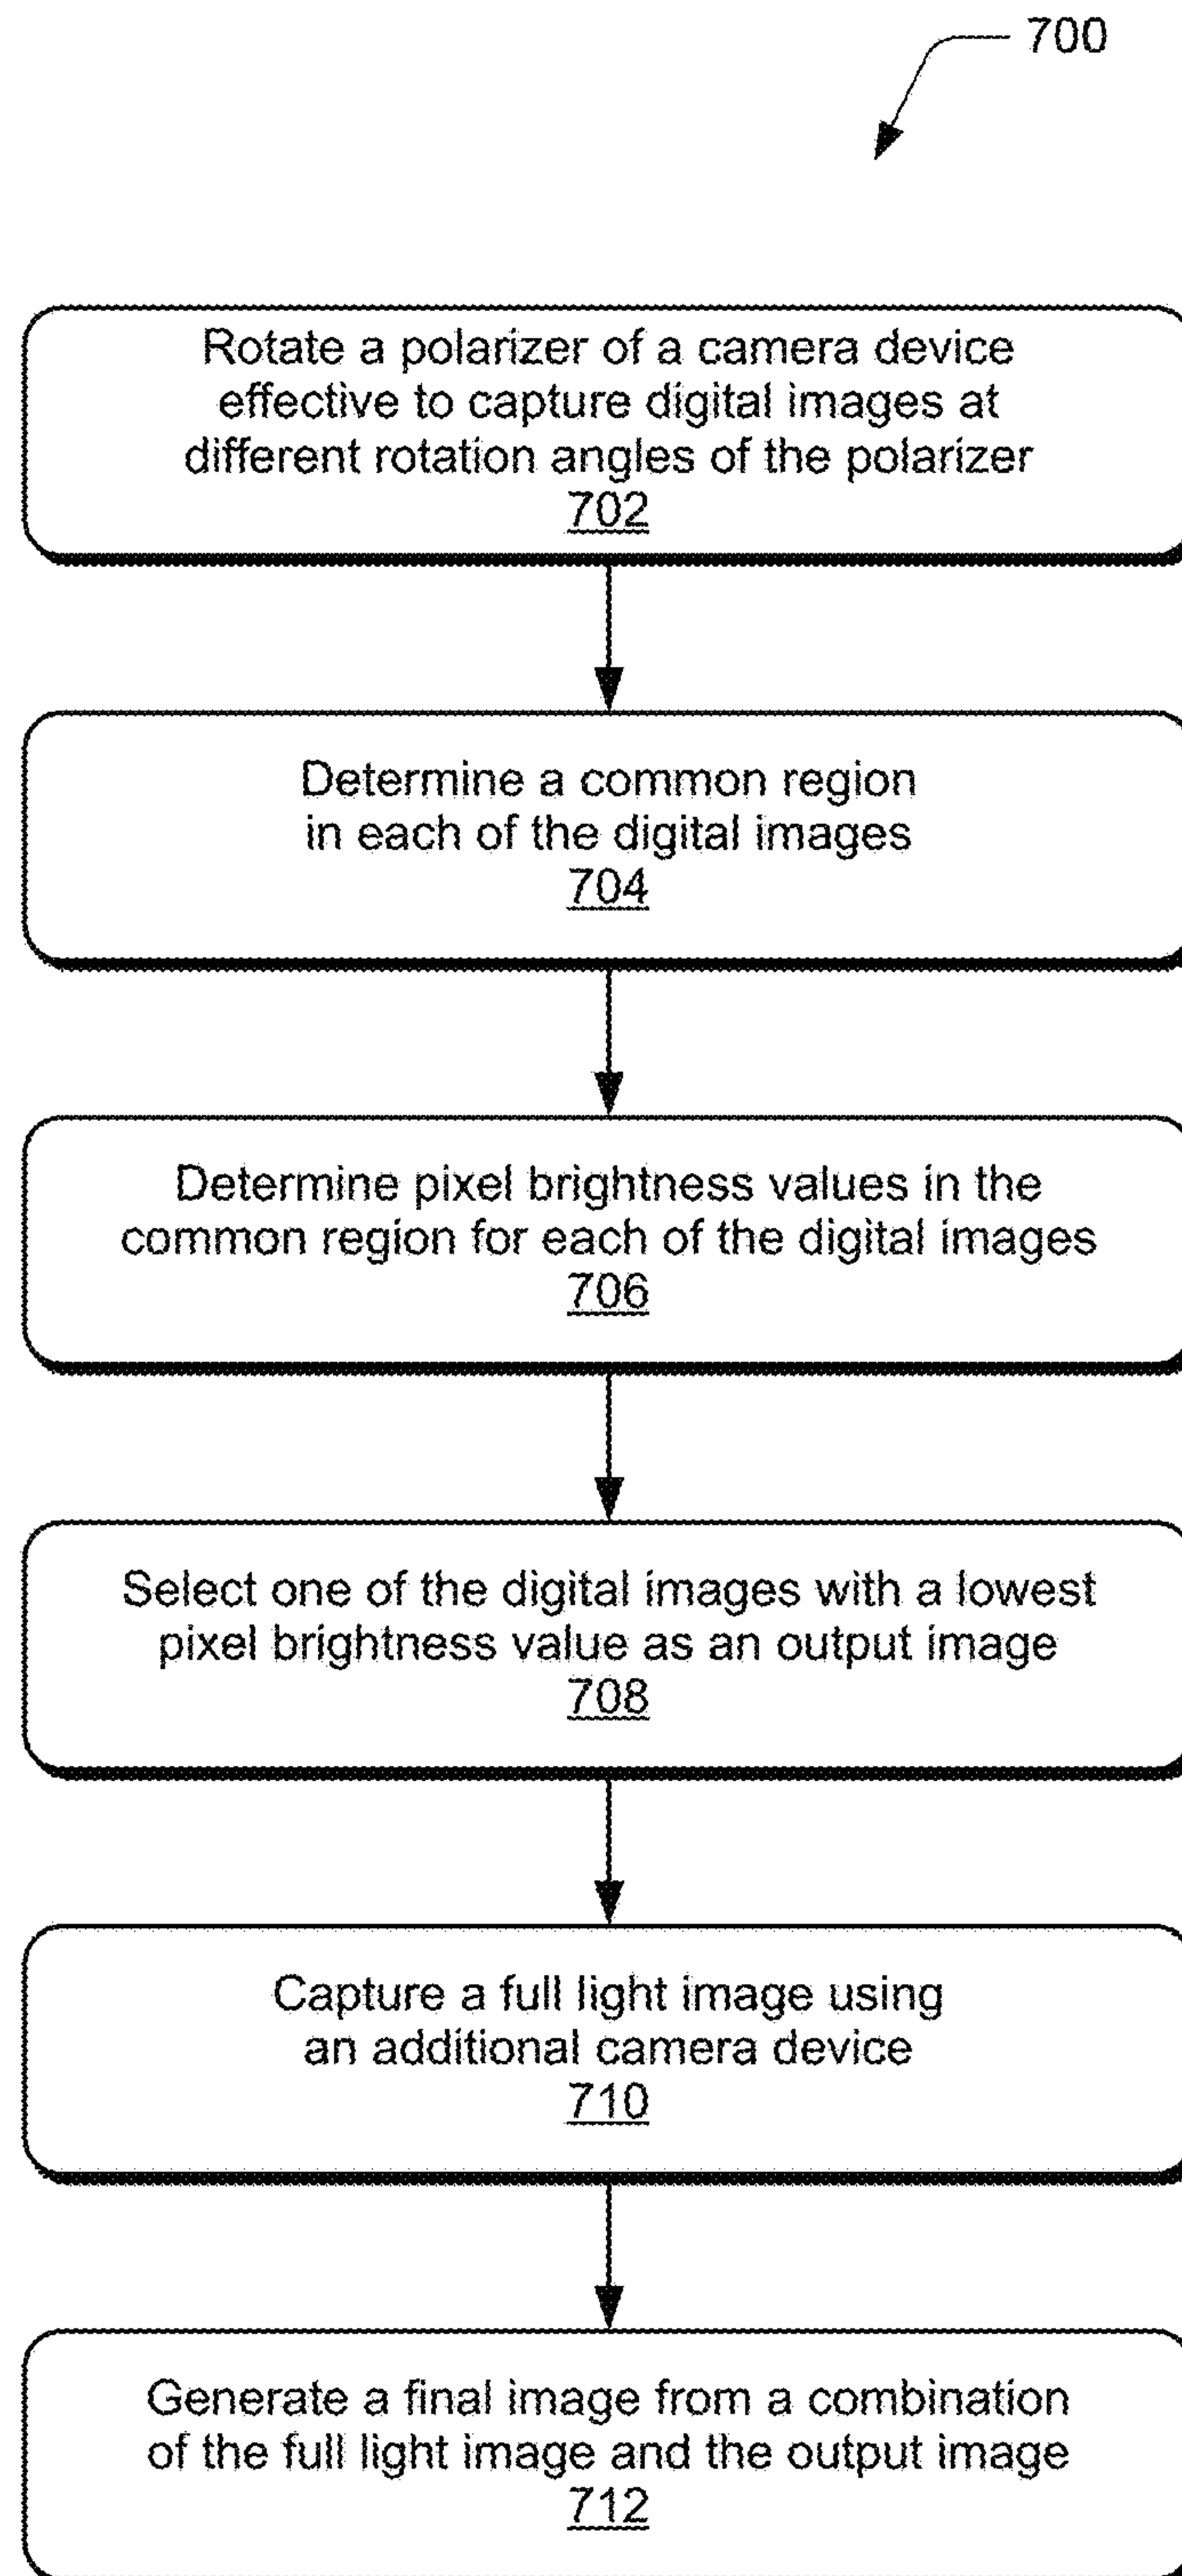 700
Rotate a polarizer of a camera device
effective to capture digital images at
different rotation angles of the polarizer
702
Determine a common region
in each of the digital images
704
Determine pixel brightness values in the
common region for each of the digital images
706
Select one of the digital images with a lowest
pixel brightness value as an output image
708
Capture a full light image using
an additional camera device
710
Generate a final image from a combination
of the full light image and the output image
712